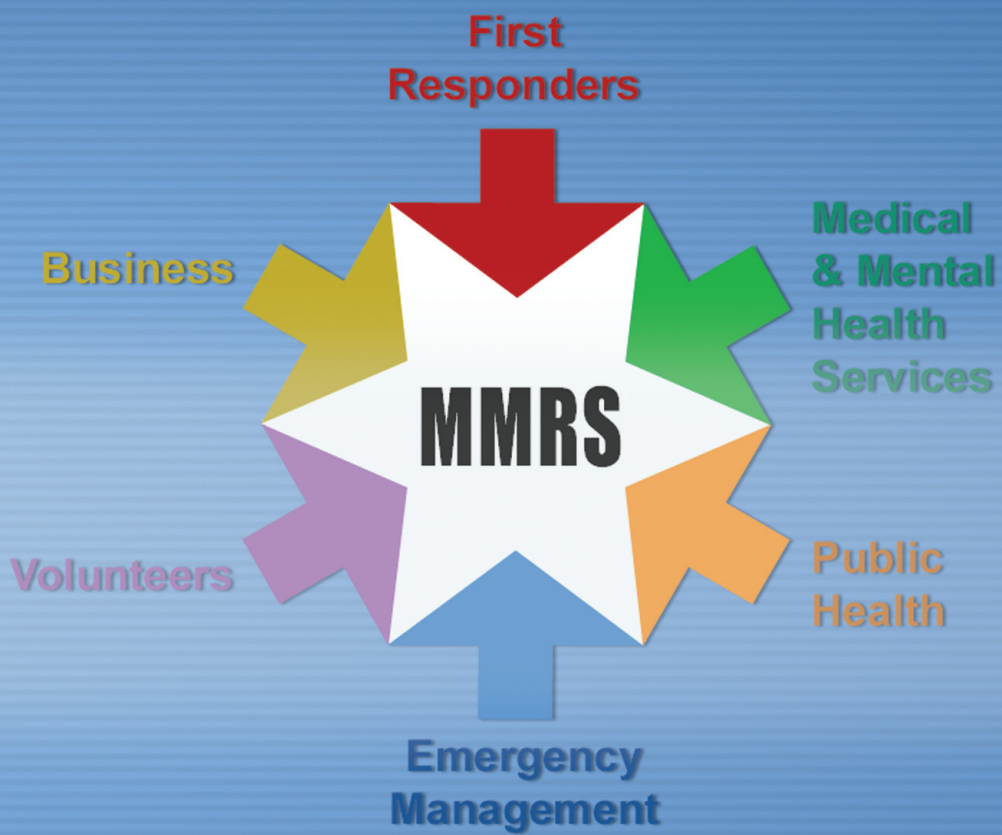 First
Responders
Business
Medical
& Mental
Health
Services
MMRS
Volunteers
Public
Health
Emergency
Management